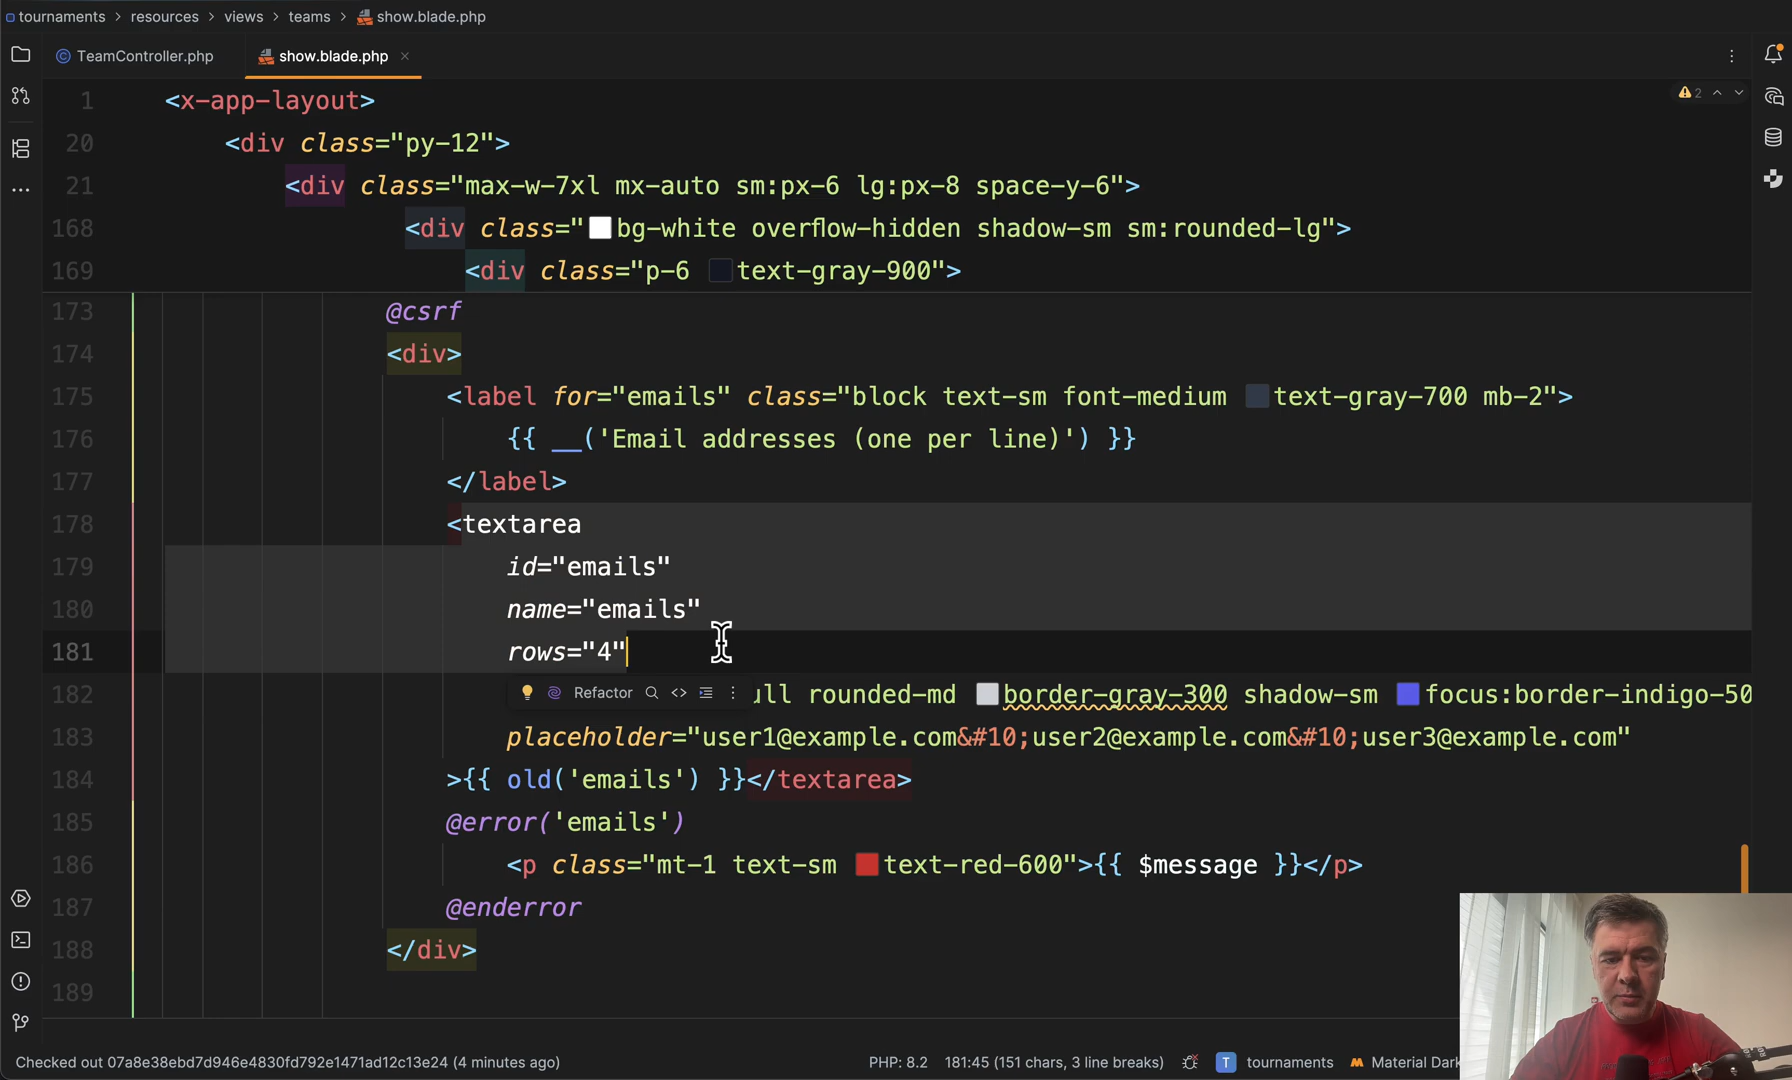 tournaments > resources > views > teams > show.blade.php
TeamController.php
show.blade.php
2
1 <x-app-layout>
20 <div class="py-12">
21 <div class="max-w-7xl mx-auto sm:px-6 lg:px-8 space-y-6">
168 <div class="bg-white overflow-hidden shadow-sm sm:rounded-lg">
169 <div class="p-6 text-gray-900">
173 @csrf
174 <div>
175 <label for="emails" class="block text-sm font-medium text-gray-700 mb-2">
176 {{ __('Email addresses (one per line)') }}
177 </label>
178 <textarea
179 id="emails"
180 name="emails"
181 rows="4"
Refactor
182 ull rounded-md border-gray-300 shadow-sm focus:border-indigo-50
183 placeholder="user1@example.com&#10;user2@example.com&#10;user3@example.com"
184 >{{ old('emails') }}</textarea>
185 @error('emails')
186 <p class="mt-1 text-sm text-red-600">{{ $message }}</p>
187 @enderror
188 </div>
189
Checked out 07a8e38ebd7d946e4830fd792e1471ad12c13e24 (4 minutes ago)
PHP: 8.2
181:45 (151 chars, 3 line breaks)
T tournaments
Material Dark